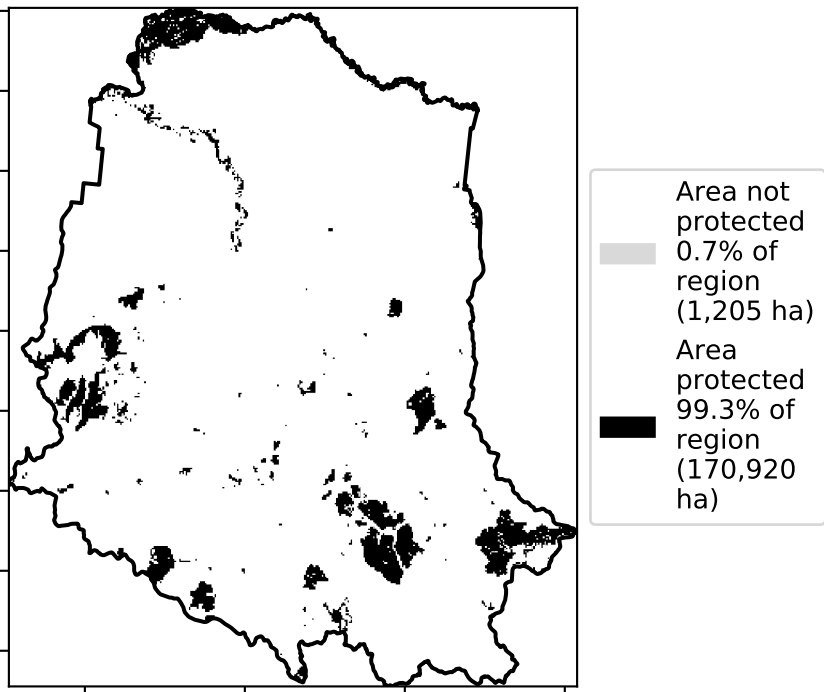 Area not
protected
0.7% of
region
(1,205 ha)
Area
protected
99.3% of
region
(170,920
ha)